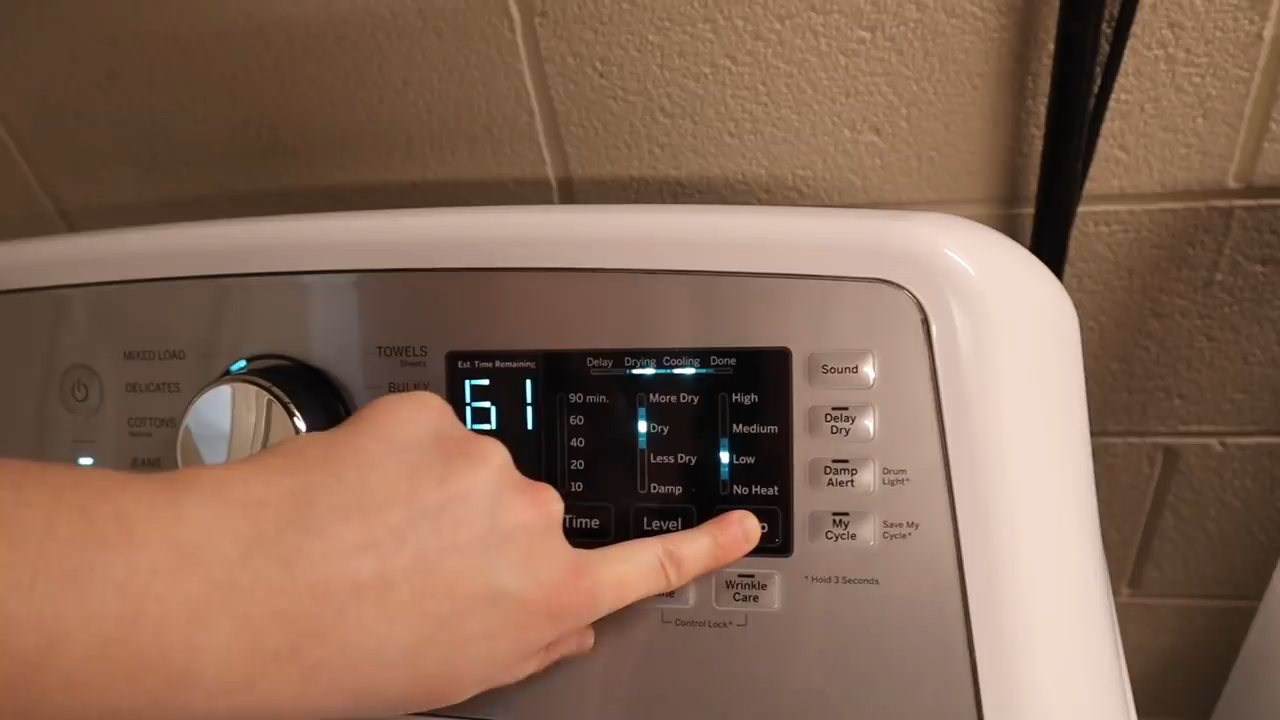 MIXED LOAD
DELICATES
COTTONS
Normal
JEANS
TOWELS
Sheets
BULKY
Est. Time Remaining
61
Delay Drying Cooling Done
90 min.
60
40
20
10
Time
More Dry
Dry
Less Dry
Damp
Level
High
Medium
Low
No Heat
Wrinkle
Care
Control Lock*
Sound
Delay
Dry
Damp
Alert
Drum
Light*
My
Cycle
Save My
Cycle*
* Hold 3 Seconds